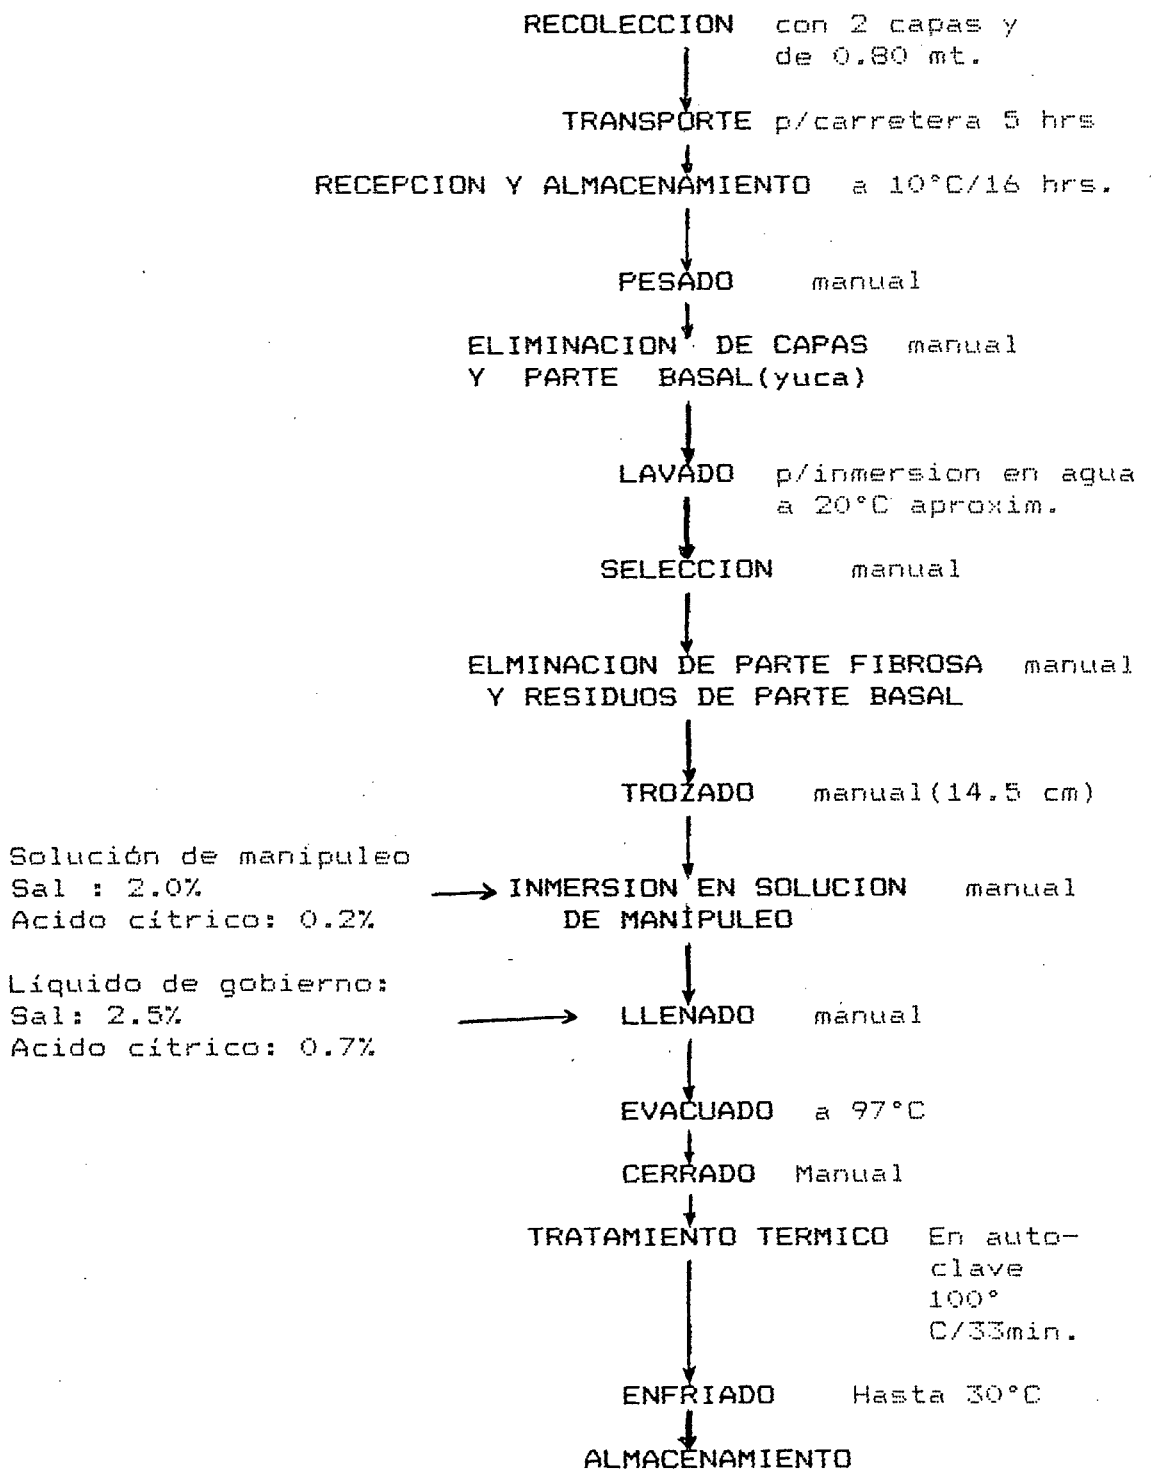 RECOLECCION con 2 capas y
de 0.80 mt.
TRANSPORTE p/carretera 5 hrs
RECEPCION Y ALMACENAMIENTO a 10°C/16 hrs.
PESADO manual
ELIMINACION DE CAPAS manual
Y PARTE BASAL(yuca)
LAVADO p/inmersion en agua
a 20°C aproxim.
SELECCION manual
ELMINACION DE PARTE FIBROSA manual
Y RESIDUOS DE PARTE BASAL
TROZADO manual(14.5 cm)
Solución de manipuleo
Sal : 2.0%
Acido cítrico: 0.2%
INMERSION EN SOLUCION manual
DE MANIPULEO
Líquido de gobierno:
Sal: 2.5%
Acido cítrico: 0.7%
LLENADO manual
EVACUADO a 97°C
CERRADO Manual
TRATAMIENTO TERMICO En auto-
clave
100°
C/33min.
ENFRIADO Hasta 30°C
ALMACENAMIENTO